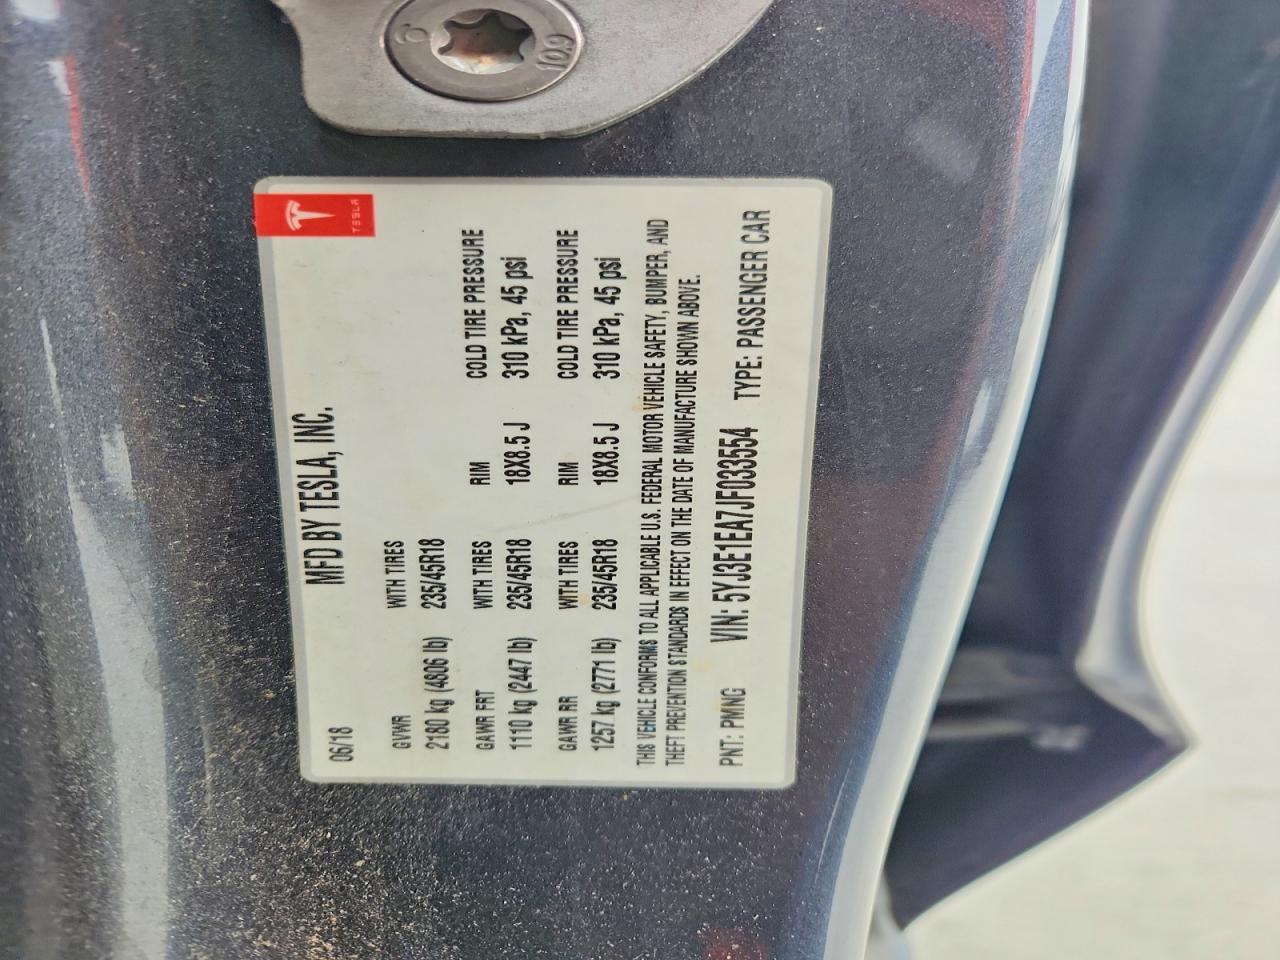 6 10.9
TESLA
MFD BY TESLA, INC.
06/18
GVWR WITH TIRES
2180 kg (4806 lb) 235/45R18
GAWR FRT WITH TIRES RIM COLD TIRE PRESSURE
1110 kg (2447 lb) 235/45R18 18X8.5 J 310 kPa, 45 psi
GAWR RR WITH TIRES RIM COLD TIRE PRESSURE
1257 kg (2771 lb) 235/45R18 18X8.5 J 310 kPa, 45 psi
THIS VEHICLE CONFORMS TO ALL APPLICABLE U.S. FEDERAL MOTOR VEHICLE SAFETY, BUMPER, AND
THEFT PREVENTION STANDARDS IN EFFECT ON THE DATE OF MANUFACTURE SHOWN ABOVE.
PNT: PMNG VIN: 5YJ3E1EA7JF033554 TYPE: PASSENGER CAR